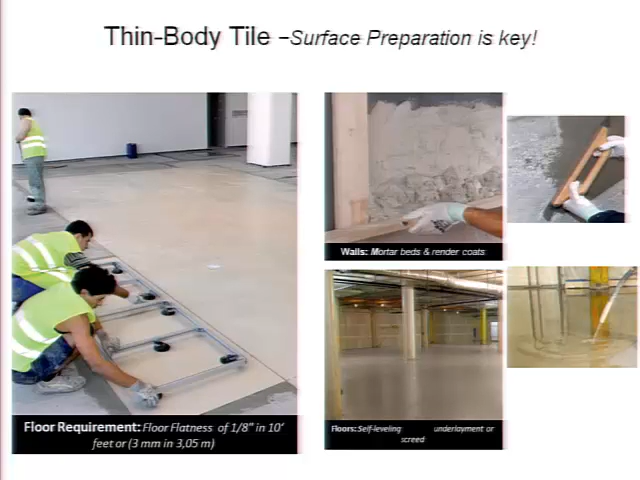 Thin-Body Tile –Surface Preparation is key!
Floor Requirement: Floor Flatness of 1/8" in 10'
feet or (3 mm in 3,05 m)
Walls: Mortar beds & render coats
Floors: Self-leveling underlayment or
screed